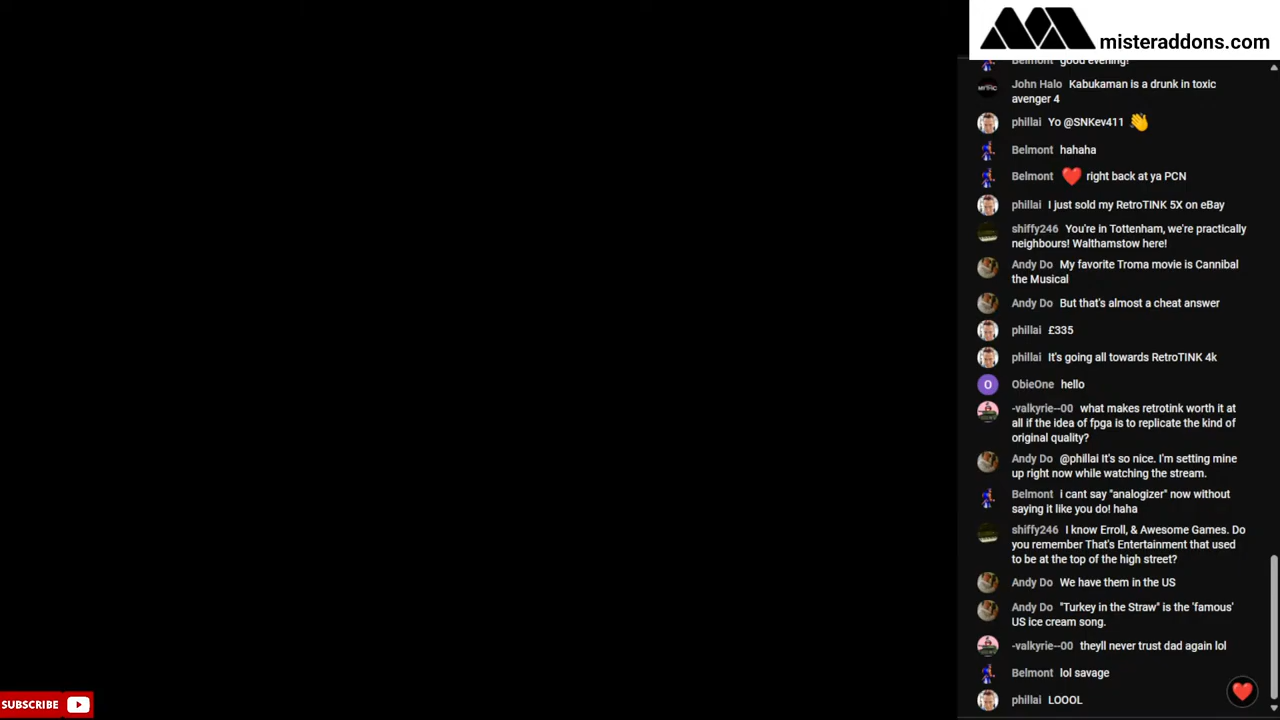 misteraddons.com
Belmont good evening!
John Halo Kabukaman is a drunk in toxic
avenger 4
MYTHIC
phillai Yo @SNKev411 👏
Belmont hahaha
Belmont ❤️ right back at ya PCN
phillai I just sold my RetroTINK 5X on eBay
shiffy246 You're in Tottenham, we're practically
neighbours! Walthamstow here!
Andy Do My favorite Troma movie is Cannibal
the Musical
Andy Do But that's almost a cheat answer
phillai £335
phillai It's going all towards RetroTINK 4k
O ObieOne hello
-valkyrie--00 what makes retrotink worth it at
all if the idea of fpga is to replicate the kind of
original quality?
Andy Do @phillai It's so nice. I'm setting mine
up right now while watching the stream.
Belmont i cant say "analogizer" now without
saying it like you do! haha
shiffy246 I know Erroll, & Awesome Games. Do
you remember That's Entertainment that used
to be at the top of the high street?
Andy Do We have them in the US
Andy Do "Turkey in the Straw" is the 'famous'
US ice cream song.
-valkyrie--00 theyll never trust dad again lol
Belmont lol savage
phillai LOOOL
SUBSCRIBE